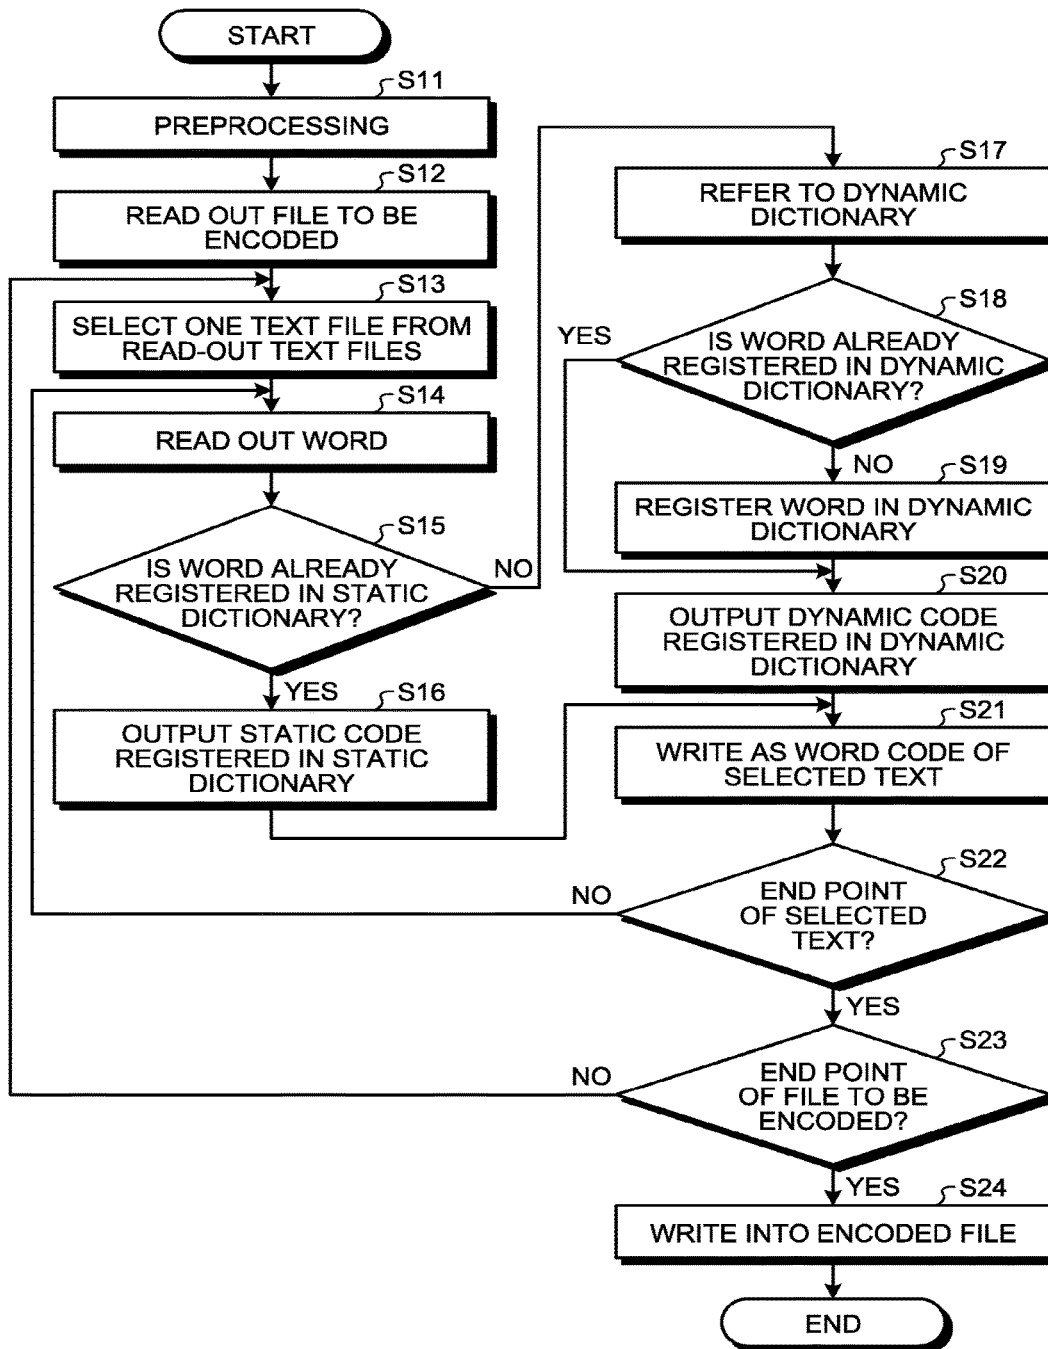 START
S11
PREPROCESSING
S12
READ OUT FILE TO BE
ENCODED
S13
SELECT ONE TEXT FILE FROM
READ-OUT TEXT FILES
S14
READ OUT WORD
S15
IS WORD ALREADY
REGISTERED IN STATIC
DICTIONARY?
NO
YES
S16
OUTPUT STATIC CODE
REGISTERED IN STATIC
DICTIONARY
S17
REFER TO DYNAMIC
DICTIONARY
S18
YES
IS WORD ALREADY
REGISTERED IN DYNAMIC
DICTIONARY?
NO
S19
REGISTER WORD IN DYNAMIC
DICTIONARY
S20
OUTPUT DYNAMIC CODE
REGISTERED IN DYNAMIC
DICTIONARY
S21
WRITE AS WORD CODE OF
SELECTED TEXT
S22
NO
END POINT
OF SELECTED
TEXT?
YES
S23
NO
END POINT
OF FILE TO BE
ENCODED?
YES
S24
WRITE INTO ENCODED FILE
END